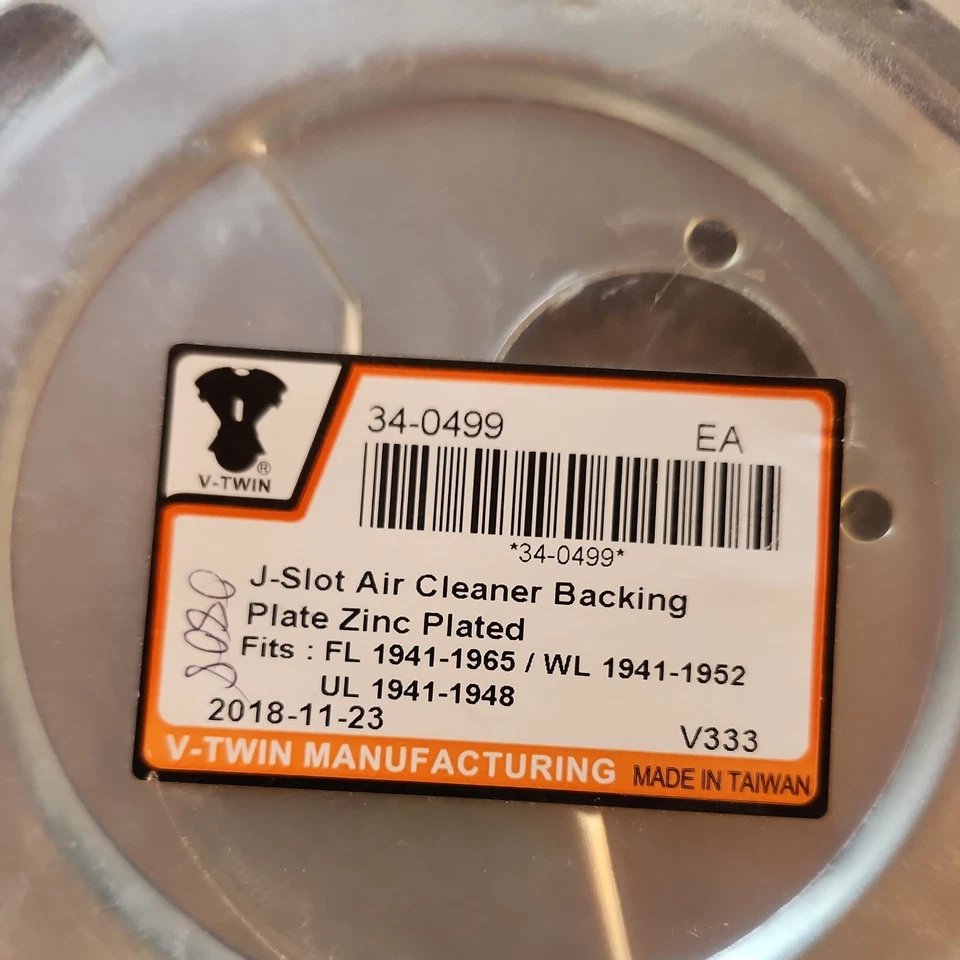 34-0499 EA
*34-0499*
®
V-TWIN
J-Slot Air Cleaner Backing
Plate Zinc Plated
Fits : FL 1941-1965 / WL 1941-1952
UL 1941-1948
2018-11-23 V333
V-TWIN MANUFACTURING MADE IN TAIWAN